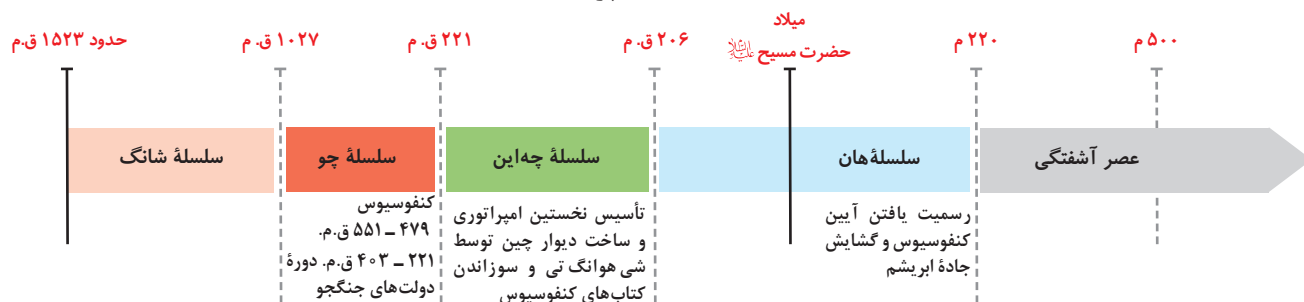 میلاد
حضرت مسیح علیه‌السلام
حدود ۱۵۲۳ ق.م
۱۰۲۷ ق.م
۲۲۱ ق.م
۲۰۶ ق.م
۲۲۰ م
۵۰۰ م
سلسلهٔ شانگ
سلسلهٔ چو
سلسلهٔ چه‌این
سلسلهٔ هان
عصر آشفتگی
کنفوسیوس
۴۷۹ – ۵۵۱ ق.م.
۲۲۱ – ۴۰۳ ق.م. دورهٔ
دولت‌های جنگجو
تأسیس نخستین امپراتوری
و ساخت دیوار چین توسط
شی هوانگ تی و سوزاندن
کتاب‌های کنفوسیوس
رسمیت یافتن آیین
کنفوسیوس و گشایش
جادهٔ ابریشم